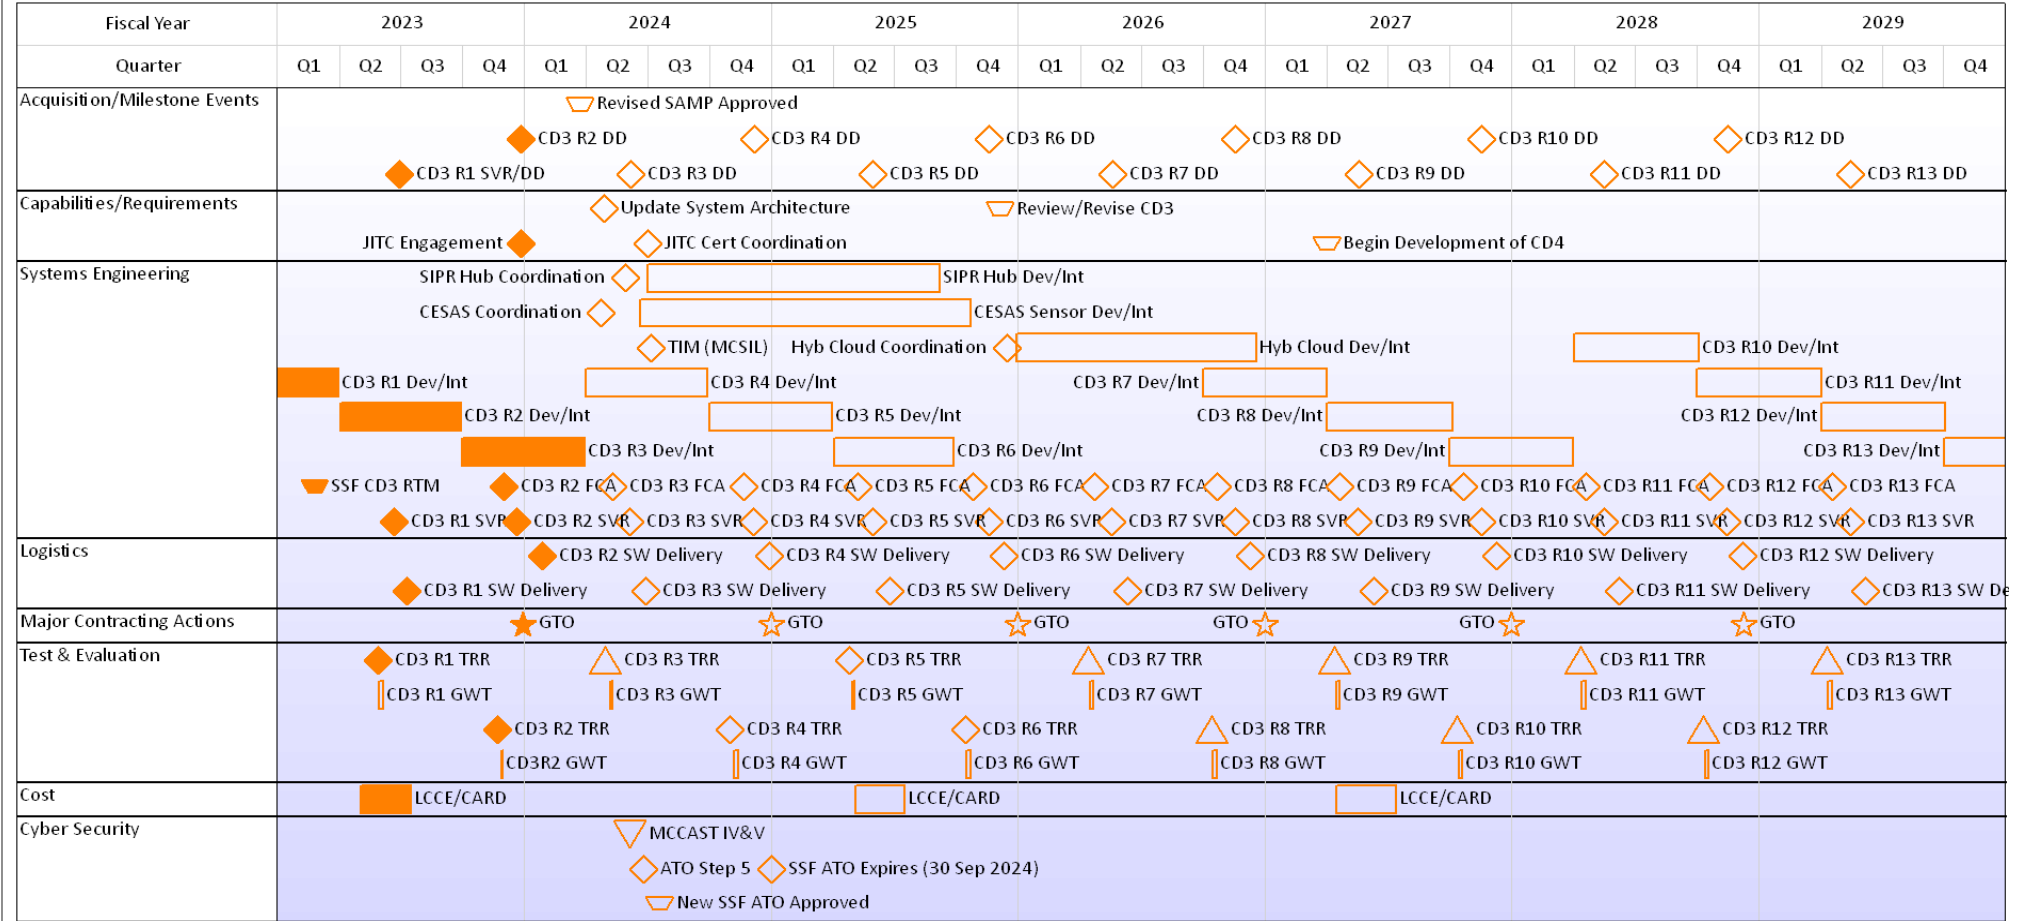 Fiscal Year 2023 2024 2025 2026 2027 2028 2029
Quarter Q1 Q2 Q3 Q4 Q1 Q2 Q3 Q4 Q1 Q2 Q3 Q4 Q1 Q2 Q3 Q4 Q1 Q2 Q3 Q4 Q1 Q2 Q3 Q4 Q1 Q2 Q3 Q4
Acquisition/Milestone Events Revised SAMP Approved
CD3 R2 DD CD3 R4 DD CD3 R6 DD CD3 R8 DD CD3 R10 DD CD3 R12 DD
CD3 R1 SVR/DD CD3 R3 DD CD3 R5 DD CD3 R7 DD CD3 R9 DD CD3 R11 DD CD3 R13 DD
Capabilities/Requirements Update System Architecture Review/Revise CD3
JITC Engagement JITC Cert Coordination Begin Development of CD4
Systems Engineering SIPR Hub Coordination SIPR Hub Dev/Int
CESAS Coordination CESAS Sensor Dev/Int
TIM (MCSIL) Hyb Cloud Coordination Hyb Cloud Dev/Int CD3 R10 Dev/Int
CD3 R1 Dev/Int CD3 R4 Dev/Int CD3 R7 Dev/Int CD3 R11 Dev/Int
CD3 R2 Dev/Int CD3 R5 Dev/Int CD3 R8 Dev/Int CD3 R12 Dev/Int
CD3 R3 Dev/Int CD3 R6 Dev/Int CD3 R9 Dev/Int CD3 R13 Dev/Int
SSF CD3 RTM CD3 R2 FCA CD3 R3 FCA CD3 R4 FCA CD3 R5 FCA CD3 R6 FCA CD3 R7 FCA CD3 R8 FCA CD3 R9 FCA CD3 R10 FCA CD3 R11 FCA CD3 R12 FCA CD3 R13 FCA
CD3 R1 SVR CD3 R2 SVR CD3 R3 SVR CD3 R4 SVR CD3 R5 SVR CD3 R6 SVR CD3 R7 SVR CD3 R8 SVR CD3 R9 SVR CD3 R10 SVR CD3 R11 SVR CD3 R12 SVR CD3 R13 SVR
Logistics CD3 R2 SW Delivery CD3 R4 SW Delivery CD3 R6 SW Delivery CD3 R8 SW Delivery CD3 R10 SW Delivery CD3 R12 SW Delivery
CD3 R1 SW Delivery CD3 R3 SW Delivery CD3 R5 SW Delivery CD3 R7 SW Delivery CD3 R9 SW Delivery CD3 R11 SW Delivery CD3 R13 SW De
Major Contracting Actions GTO GTO GTO GTO GTO GTO
Test & Evaluation CD3 R1 TRR CD3 R3 TRR CD3 R5 TRR CD3 R7 TRR CD3 R9 TRR CD3 R11 TRR CD3 R13 TRR
CD3 R1 GWT CD3 R3 GWT CD3 R5 GWT CD3 R7 GWT CD3 R9 GWT CD3 R11 GWT CD3 R13 GWT
CD3 R2 TRR CD3 R4 TRR CD3 R6 TRR CD3 R8 TRR CD3 R10 TRR CD3 R12 TRR
CD3R2 GWT CD3 R4 GWT CD3 R6 GWT CD3 R8 GWT CD3 R10 GWT CD3 R12 GWT
Cost LCCE/CARD LCCE/CARD LCCE/CARD
Cyber Security MCCAST IV&V
ATO Step 5 SSF ATO Expires (30 Sep 2024)
New SSF ATO Approved